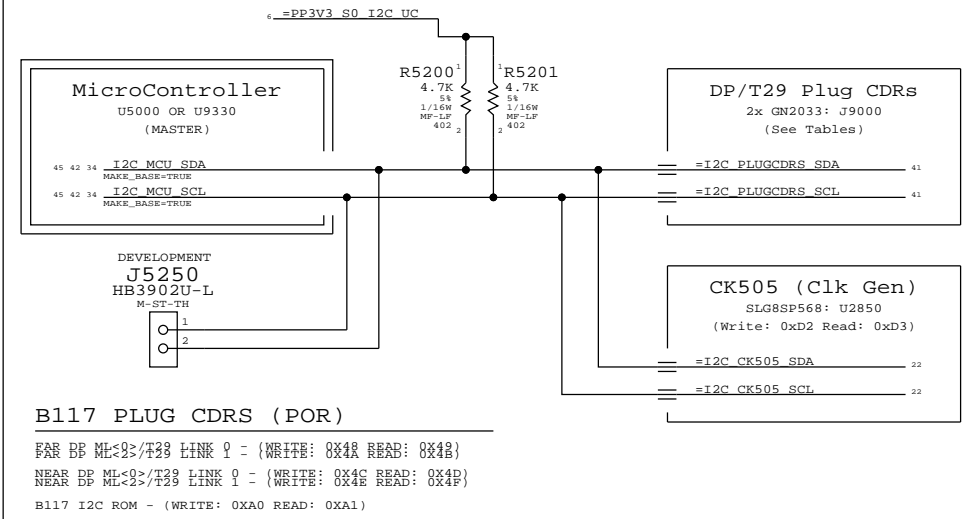 6 =PP3V3_S0_I2C_UC
MicroController
U5000 OR U9330
(MASTER)
45 42 34 I2C_MCU_SDA
MAKE_BASE=TRUE
45 42 34 I2C_MCU_SCL
MAKE_BASE=TRUE
1 R5200
4.7K
5%
1/16W
MF-LF
402
2
1 R5201
4.7K
5%
1/16W
MF-LF
402
2
DP/T29 Plug CDRs
2x GN2033: J9000
(See Tables)
=I2C_PLUGCDRS_SDA 41
=I2C_PLUGCDRS_SCL 41
DEVELOPMENT
J5250
HB3902U-L
M-ST-TH
1
2
CK505 (Clk Gen)
SLG8SP568: U2850
(Write: 0xD2 Read: 0xD3)
=I2C_CK505_SDA 22
=I2C_CK505_SCL 22
B117 PLUG CDRS (POR)
FAR DP ML<0>/T29 LINK 0 - (WRITE: 0X48 READ: 0X49)
FAR DP ML<2>/T29 LINK 1 - (WRITE: 0X4A READ: 0X4B)
NEAR DP ML<0>/T29 LINK 0 - (WRITE: 0X4C READ: 0X4D)
NEAR DP ML<2>/T29 LINK 1 - (WRITE: 0X4E READ: 0X4F)
B117 I2C ROM - (WRITE: 0XA0 READ: 0XA1)